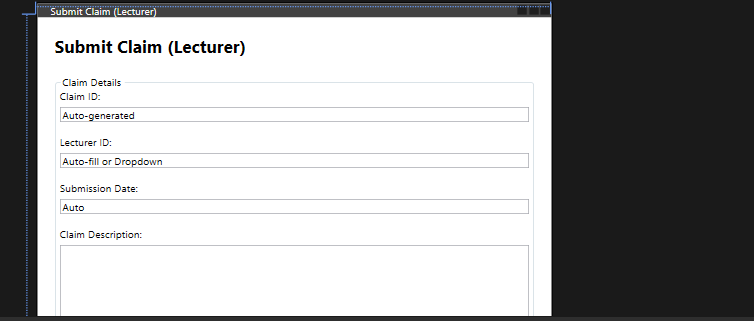 Submit Claim (Lecturer)
Submit Claim (Lecturer)
Claim Details
Claim ID:
Auto-generated
Lecturer ID:
Auto-fill or Dropdown
Submission Date:
Auto
Claim Description: